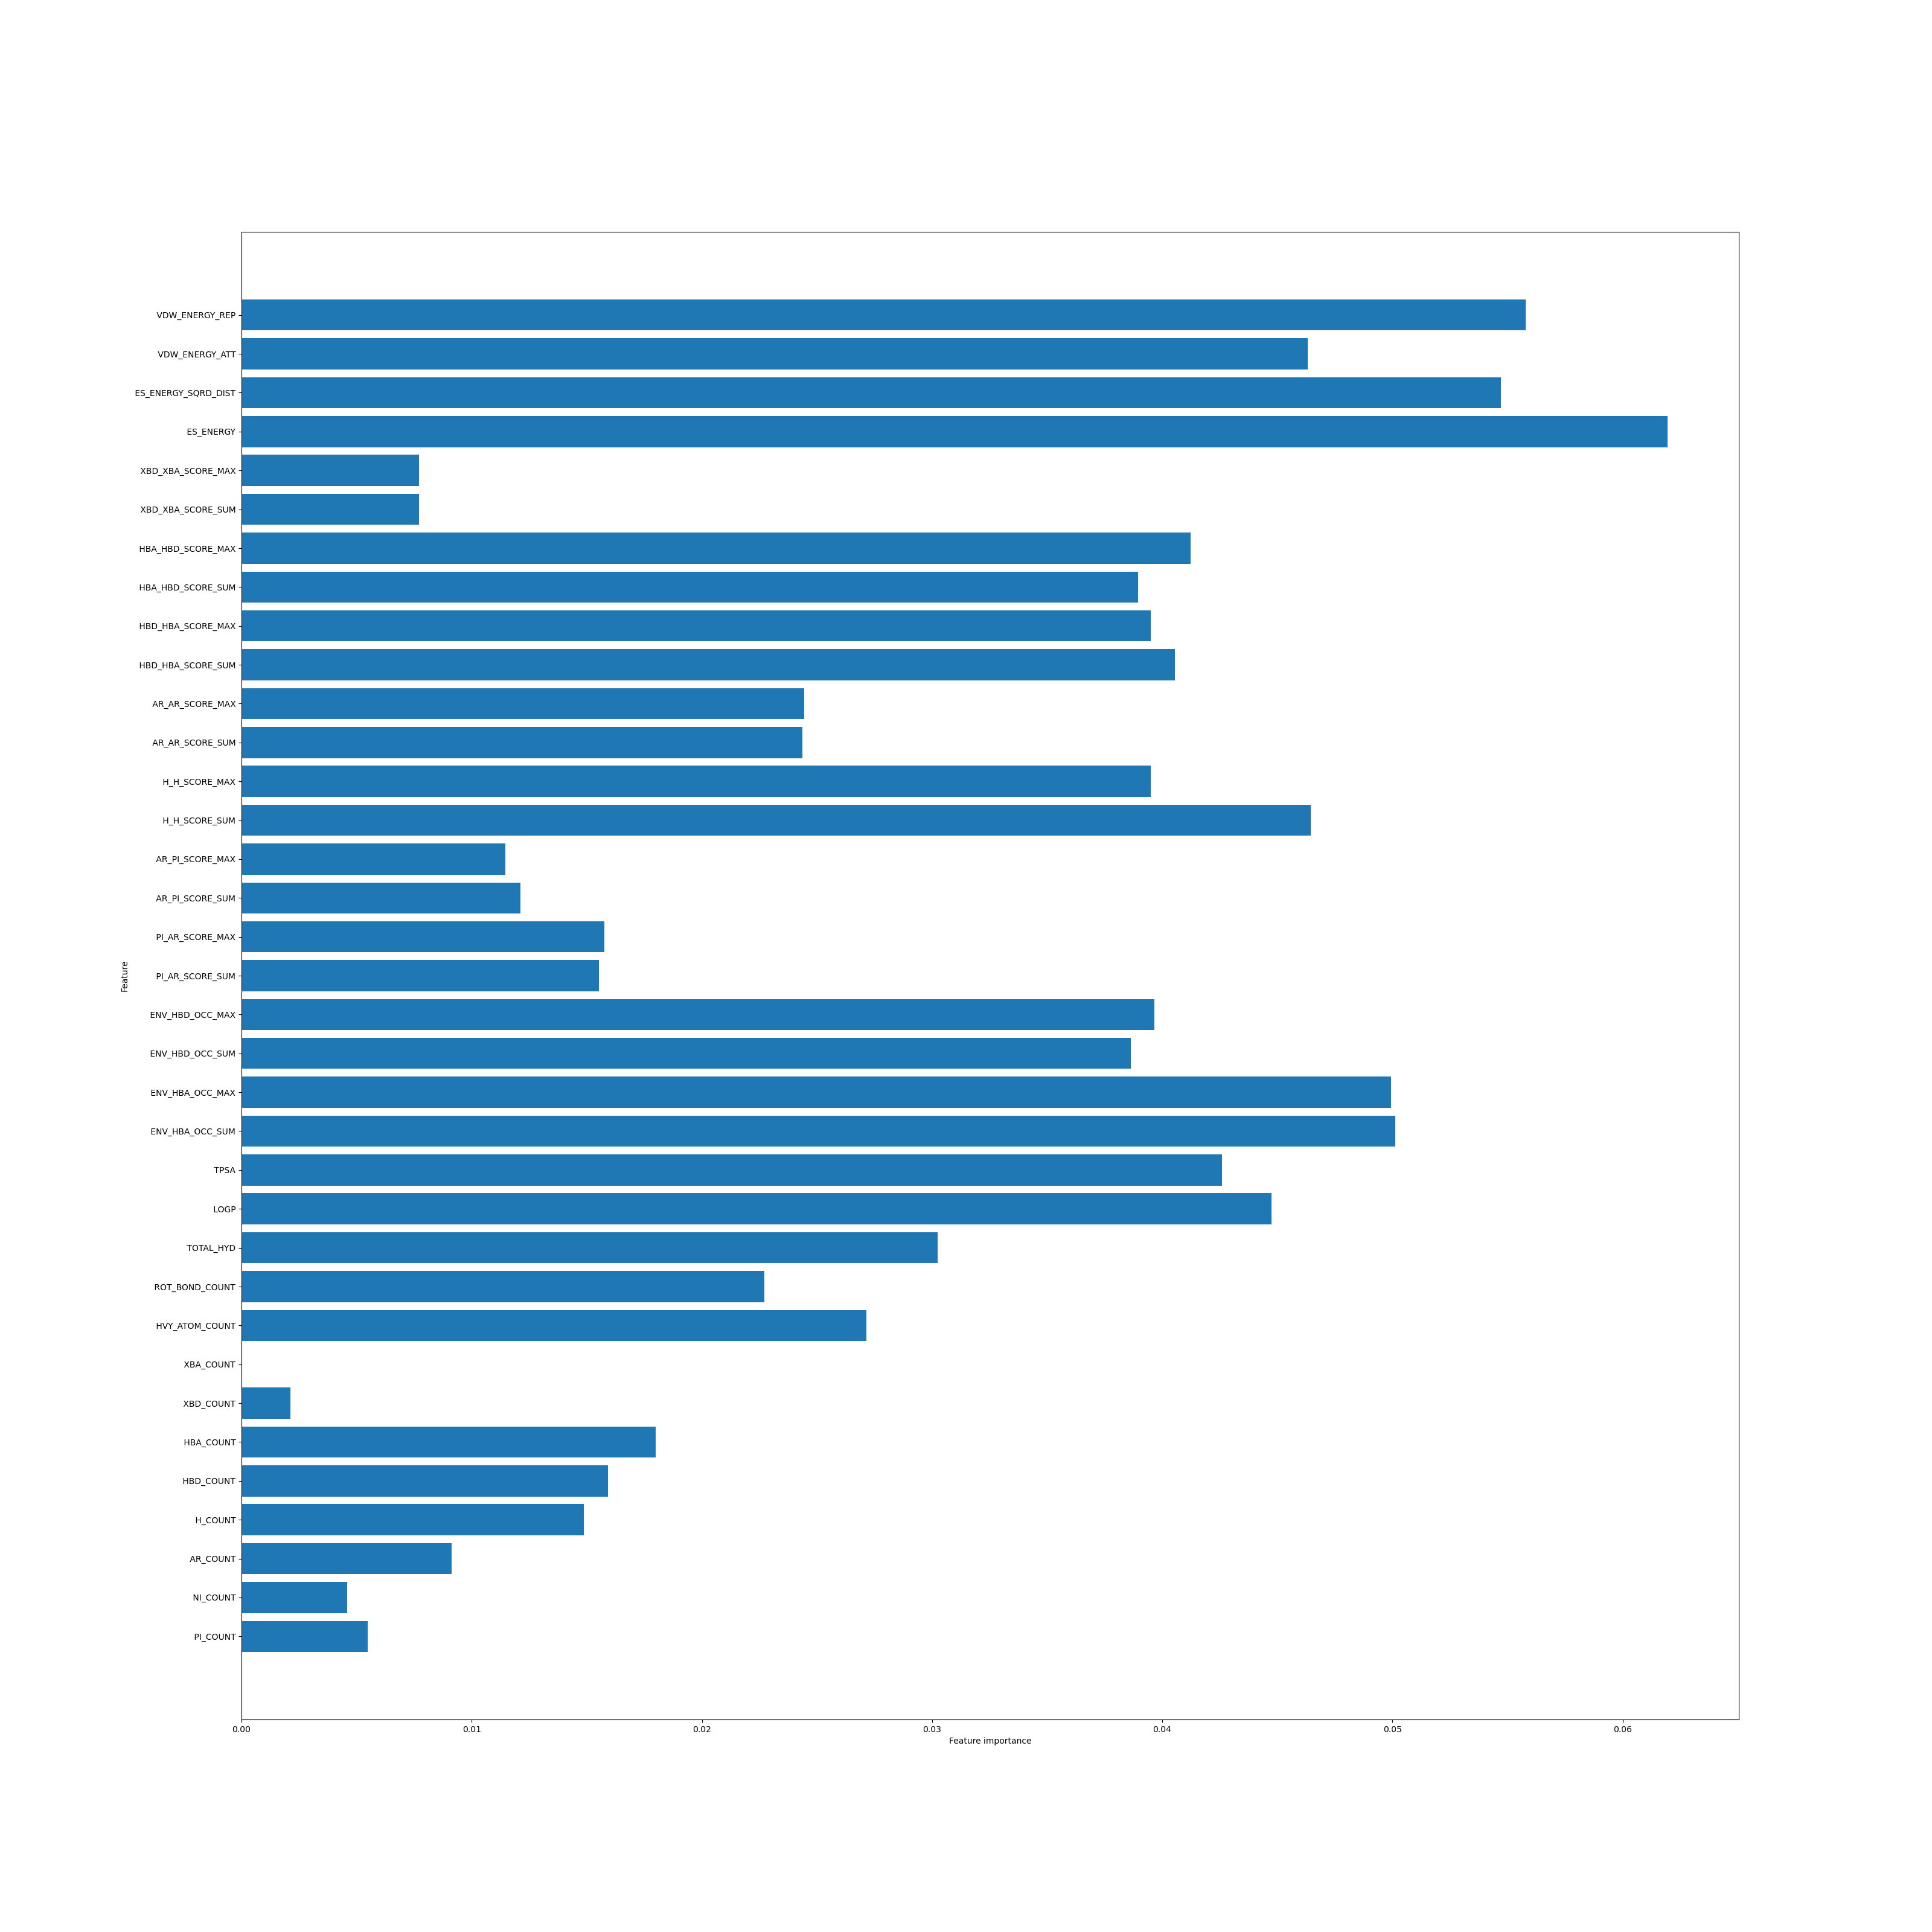 VDW_ENERGY_REP
VDW_ENERGY_ATT
ES_ENERGY_SQRD_DIST
ES_ENERGY
XBD_XBA_SCORE_MAX
XBD_XBA_SCORE_SUM
HBA_HBD_SCORE_MAX
HBA_HBD_SCORE_SUM
HBD_HBA_SCORE_MAX
HBD_HBA_SCORE_SUM
AR_AR_SCORE_MAX
AR_AR_SCORE_SUM
H_H_SCORE_MAX
H_H_SCORE_SUM
AR_PI_SCORE_MAX
AR_PI_SCORE_SUM
PI_AR_SCORE_MAX
PI_AR_SCORE_SUM
Feature
ENV_HBD_OCC_MAX
ENV_HBD_OCC_SUM
ENV_HBA_OCC_MAX
ENV_HBA_OCC_SUM
TPSA
LOGP
TOTAL_HYD
ROT_BOND_COUNT
HVY_ATOM_COUNT
XBA_COUNT
XBD_COUNT
HBA_COUNT
HBD_COUNT
H_COUNT
AR_COUNT
NI_COUNT
PI_COUNT
0.00 0.01 0.02 0.03 0.04 0.05 0.06
Feature importance